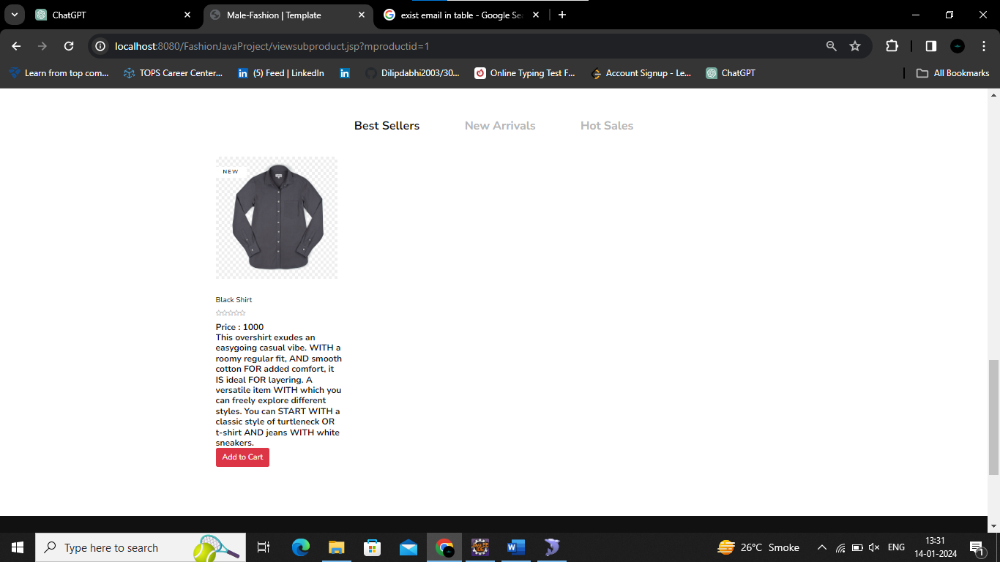 ChatGPT
Male-Fashion | Template
exist email in table - Google Se
localhost:8080/FashionJavaProject/viewsubproduct.jsp?mproductid=1
Learn from top com...
TOPS Career Center...
(5) Feed | LinkedIn
Dilipdabhi2003/30...
Online Typing Test F...
Account Signup - Le...
ChatGPT
All Bookmarks
Best Sellers
New Arrivals
Hot Sales
NEW
Black Shirt
Price : 1000
This overshirt exudes an
easygoing casual vibe. WITH a
roomy regular fit, AND smooth
cotton FOR added comfort, it
IS ideal FOR layering. A
versatile item WITH which you
can freely explore different
styles. You can START WITH a
classic style of turtleneck OR
t-shirt AND jeans WITH white
sneakers.
Add to Cart
Type here to search
26°C Smoke
ENG
13:31
14-01-2024
1